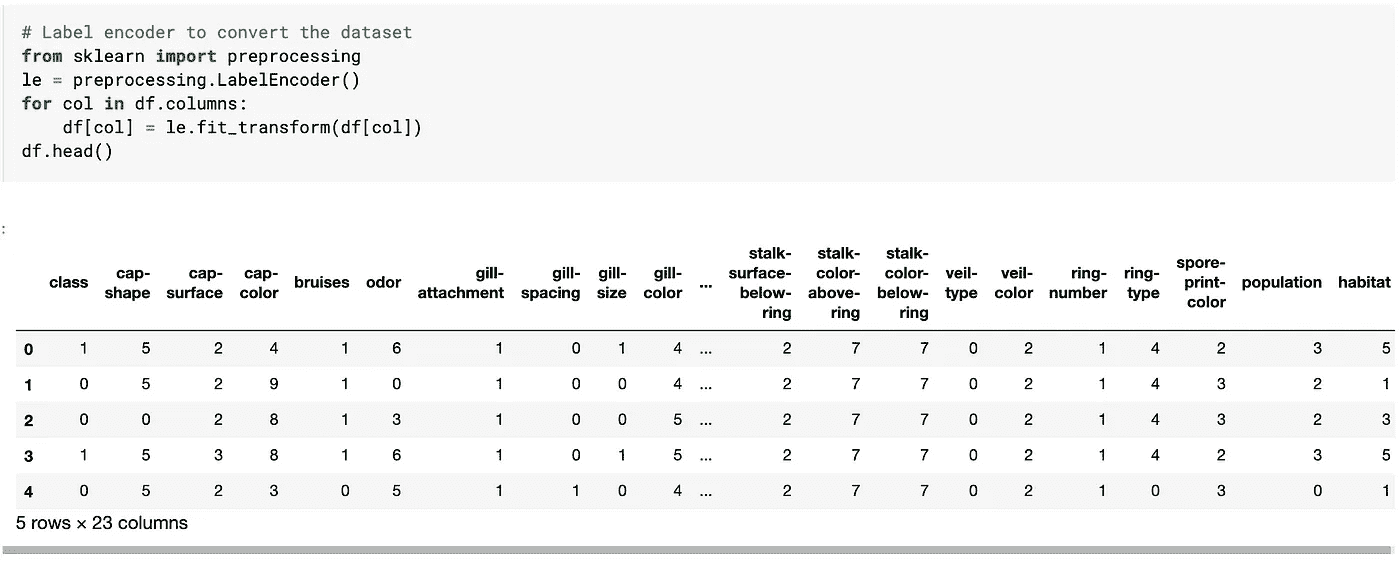 # Label encoder to convert the dataset
from sklearn import preprocessing
le = preprocessing.LabelEncoder()
for col in df.columns:
    df[col] = le.fit_transform(df[col])
df.head()
:
class cap-shape cap-surface cap-color bruises odor gill-attachment gill-spacing gill-size gill-color ... stalk-surface-below-ring stalk-color-above-ring stalk-color-below-ring veil-type veil-color ring-number ring-type spore-print-color population habitat
0 1 5 2 4 1 6 1 0 1 4 ... 2 7 7 0 2 1 4 2 3 5
1 0 5 2 9 1 0 1 0 0 4 ... 2 7 7 0 2 1 4 3 2 1
2 0 0 2 8 1 3 1 0 0 5 ... 2 7 7 0 2 1 4 3 2 3
3 1 5 3 8 1 6 1 0 1 5 ... 2 7 7 0 2 1 4 2 3 5
4 0 5 2 3 0 5 1 1 0 4 ... 2 7 7 0 2 1 0 3 0 1
5 rows × 23 columns